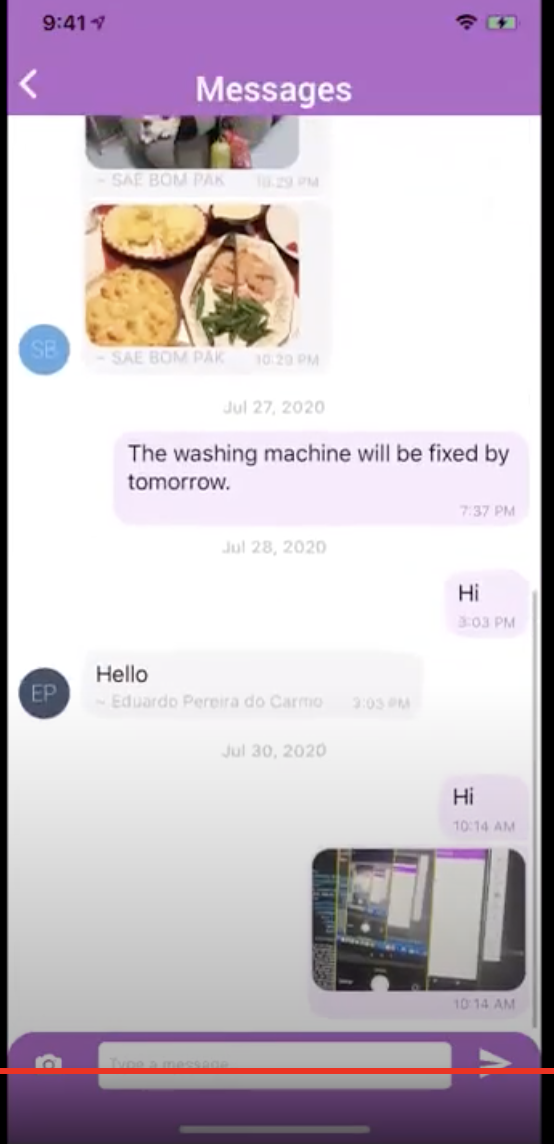 9:41
Messages
~ SAE BOM PAK 10:29 PM
SB
~ SAE BOM PAK 10:29 PM
Jul 27, 2020
The washing machine will be fixed by
tomorrow.
7:37 PM
Jul 28, 2020
Hi
3:03 PM
Hello
EP
~ Eduardo Pereira do Carmo 3:03 PM
Jul 30, 2020
Hi
10:14 AM
10:14 AM
Type a message